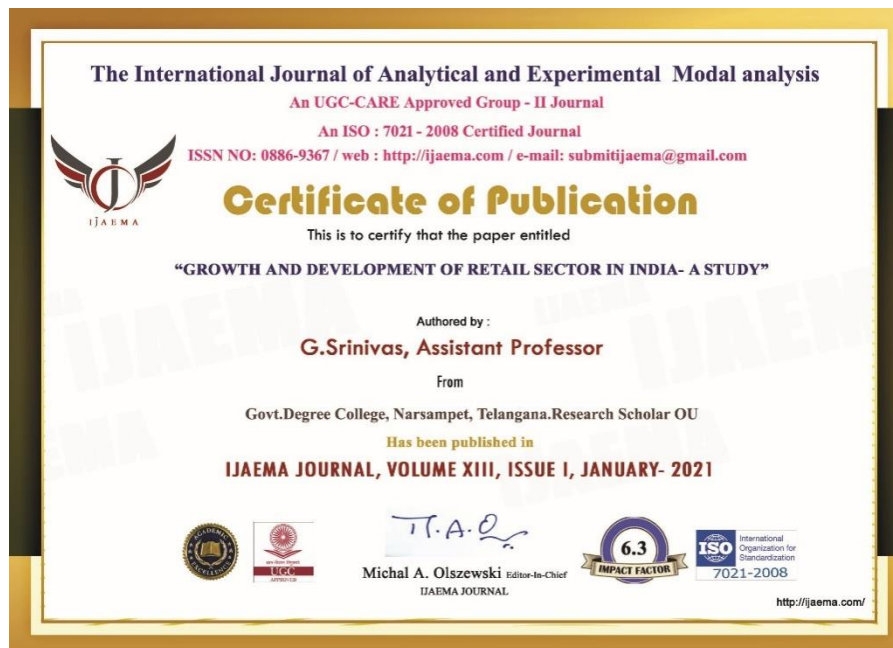 The International Journal of Analytical and Experimental Modal analysis
An UGC-CARE Approved Group - II Journal
An ISO : 7021 - 2008 Certified Journal
ISSN NO: 0886-9367 / web : http://ijaema.com / e-mail: submitijaema@gmail.com
IJAEMA
Certificate of Publication
This is to certify that the paper entitled
“GROWTH AND DEVELOPMENT OF RETAIL SECTOR IN INDIA- A STUDY”
Authored by :
G.Srinivas, Assistant Professor
From
Govt.Degree College, Narsampet, Telangana.Research Scholar OU
Has been published in
IJAEMA JOURNAL, VOLUME XIII, ISSUE I, JANUARY- 2021
ACADEMIC
EXCELLENCE
UGC
APPROVED
Michal A. Olszewski Editor-In-Chief
IJAEMA JOURNAL
6.3
IMPACT FACTOR
ISO
International
Organization for
Standardization
7021-2008
http://ijaema.com/
IJAEMA
IJAEMA